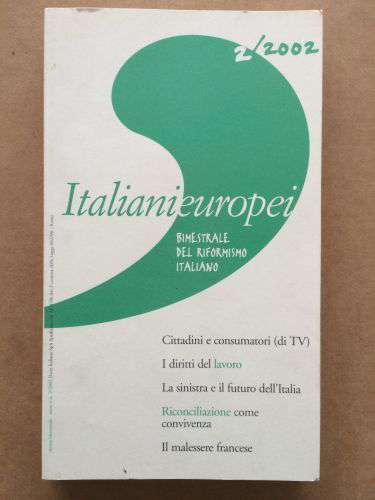 2/2002
Italianieuropei
BIMESTRALE
DEL RIFORMISMO
ITALIANO
Cittadini e consumatori (di TV)
I diritti del lavoro
La sinistra e il futuro dell'Italia
Riconciliazione come
convivenza
Il malessere francese